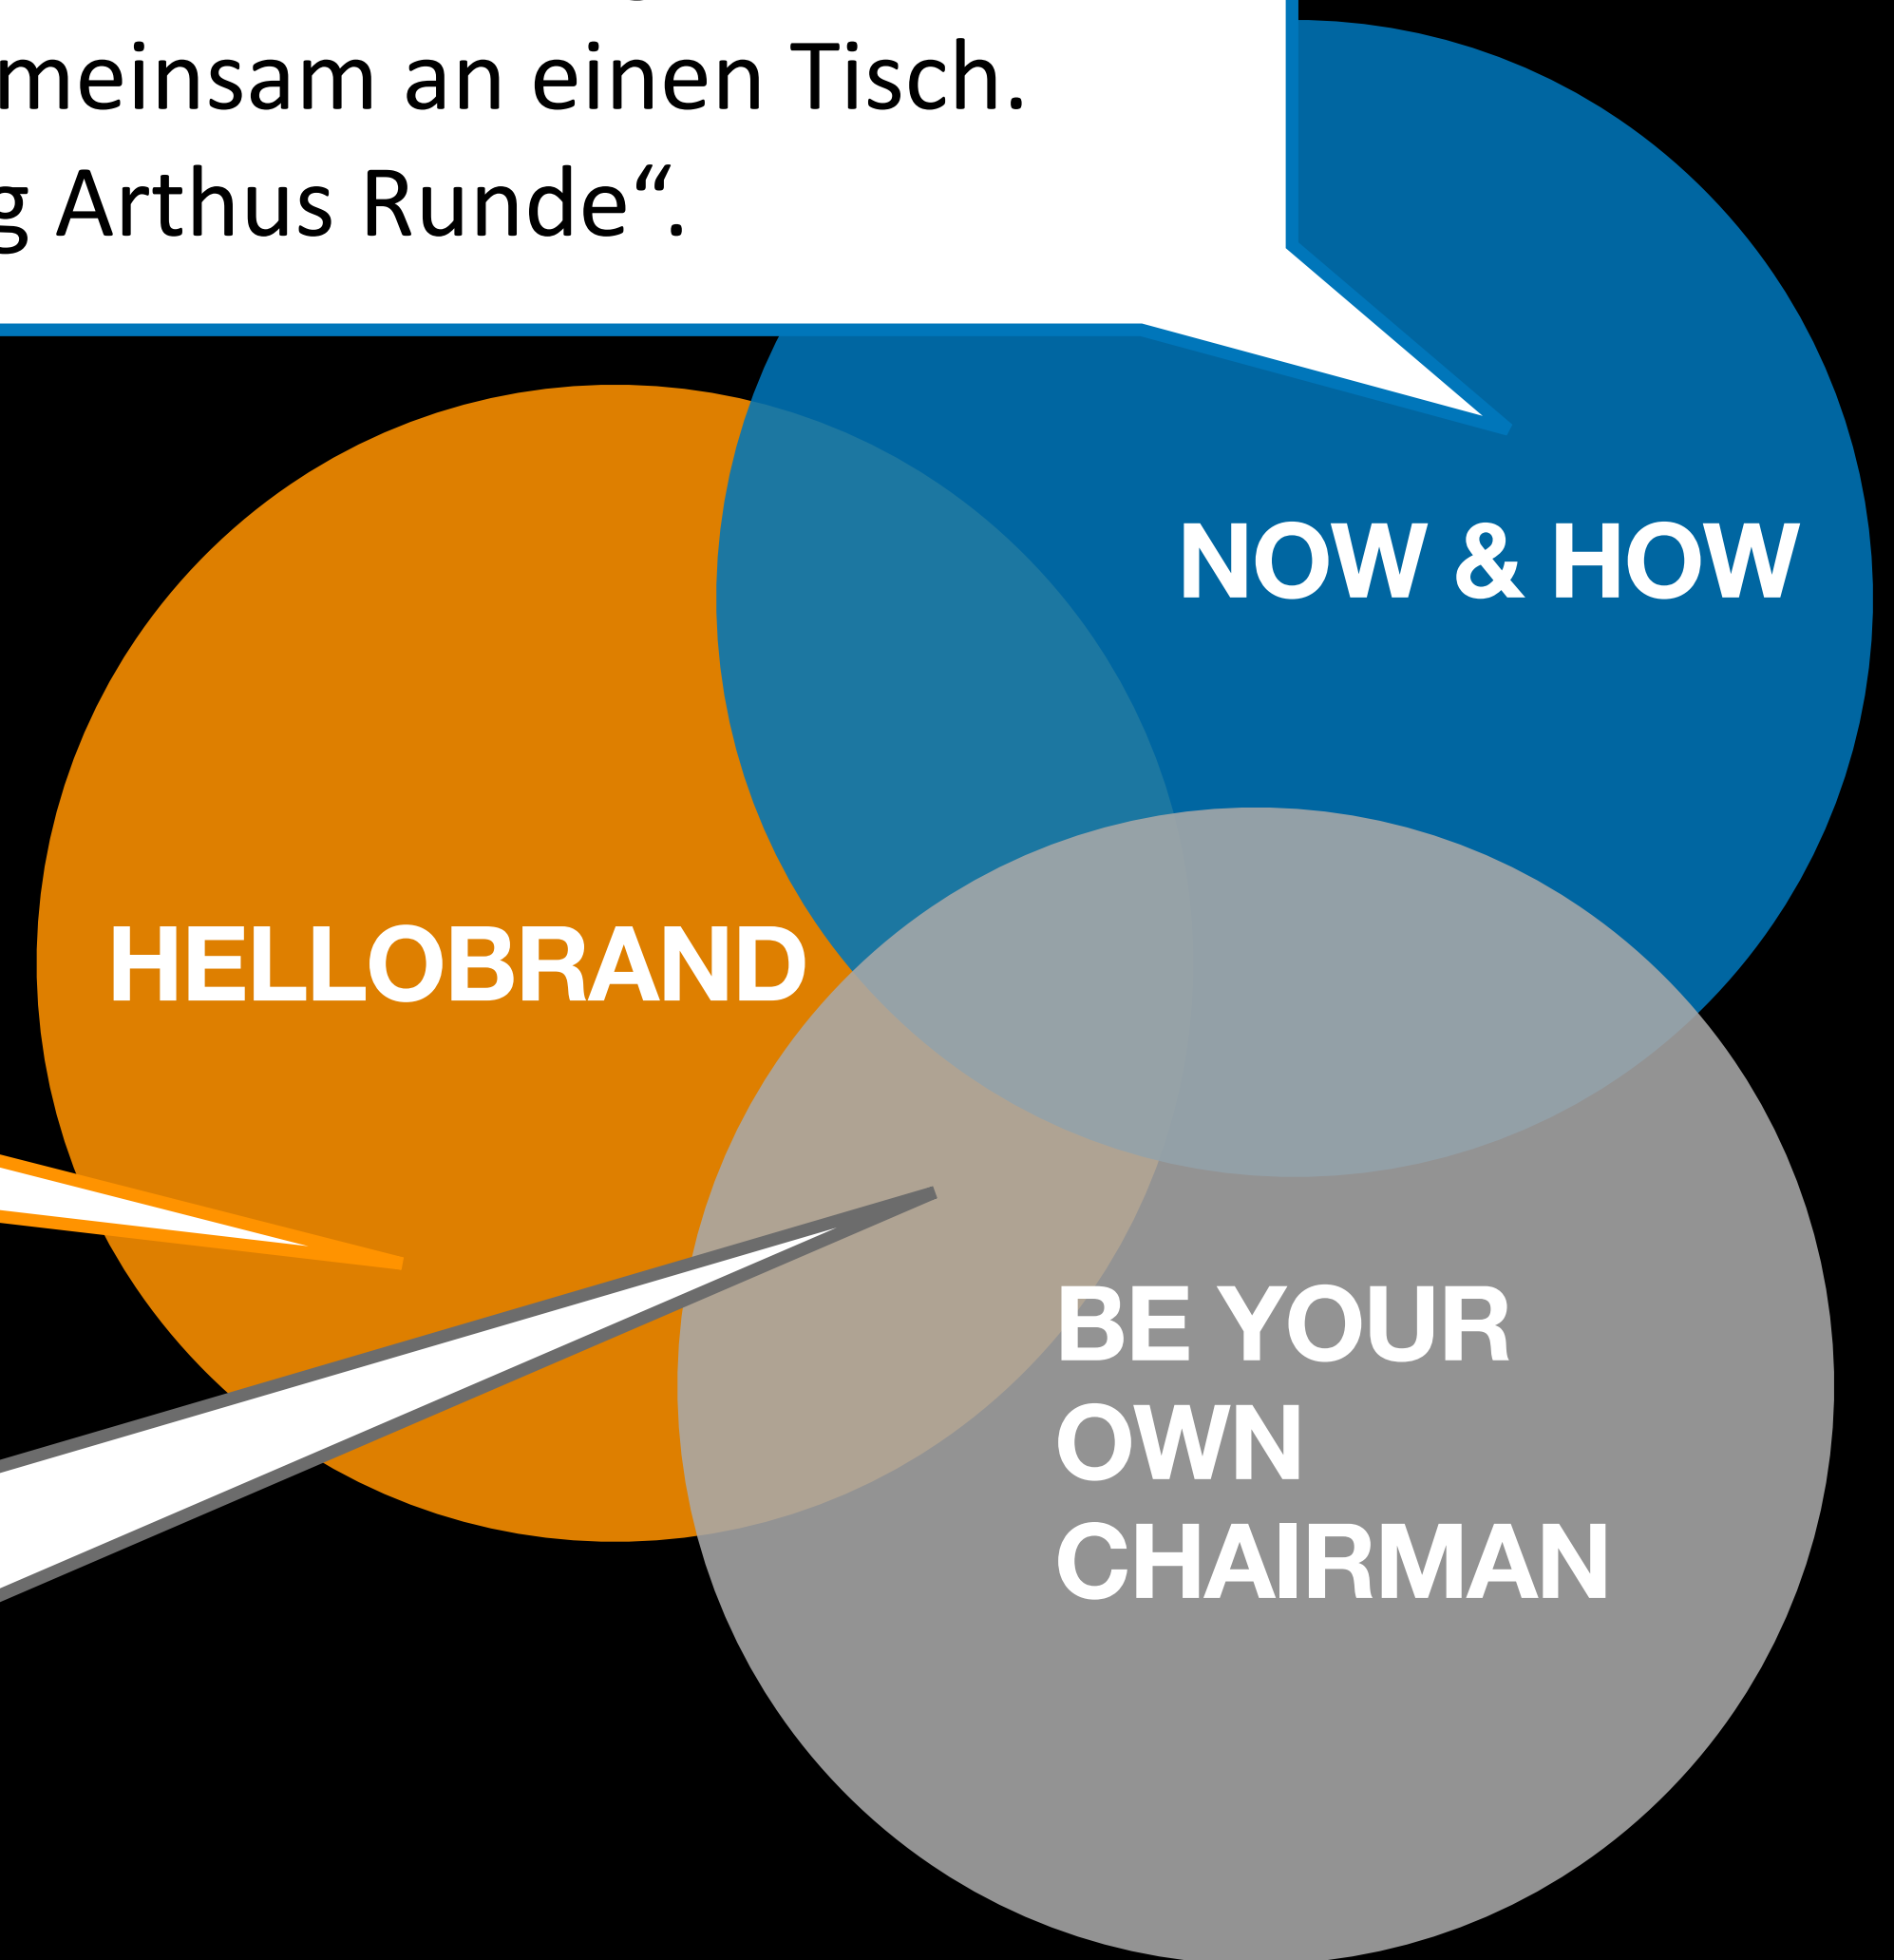 meinsam an einen Tisch.
g Arthus Runde“.
NOW & HOW
HELLOBRAND
BE YOUR
OWN
CHAIRMAN